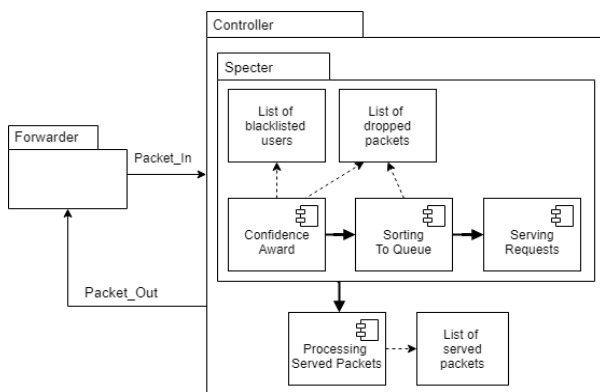 Controller
Specter
List of
blacklisted
users
List of
dropped
packets
Forwarder
Packet_In
Confidence
Award
Sorting
To Queue
Serving
Requests
Packet_Out
Processing
Served Packets
List of
served
packets